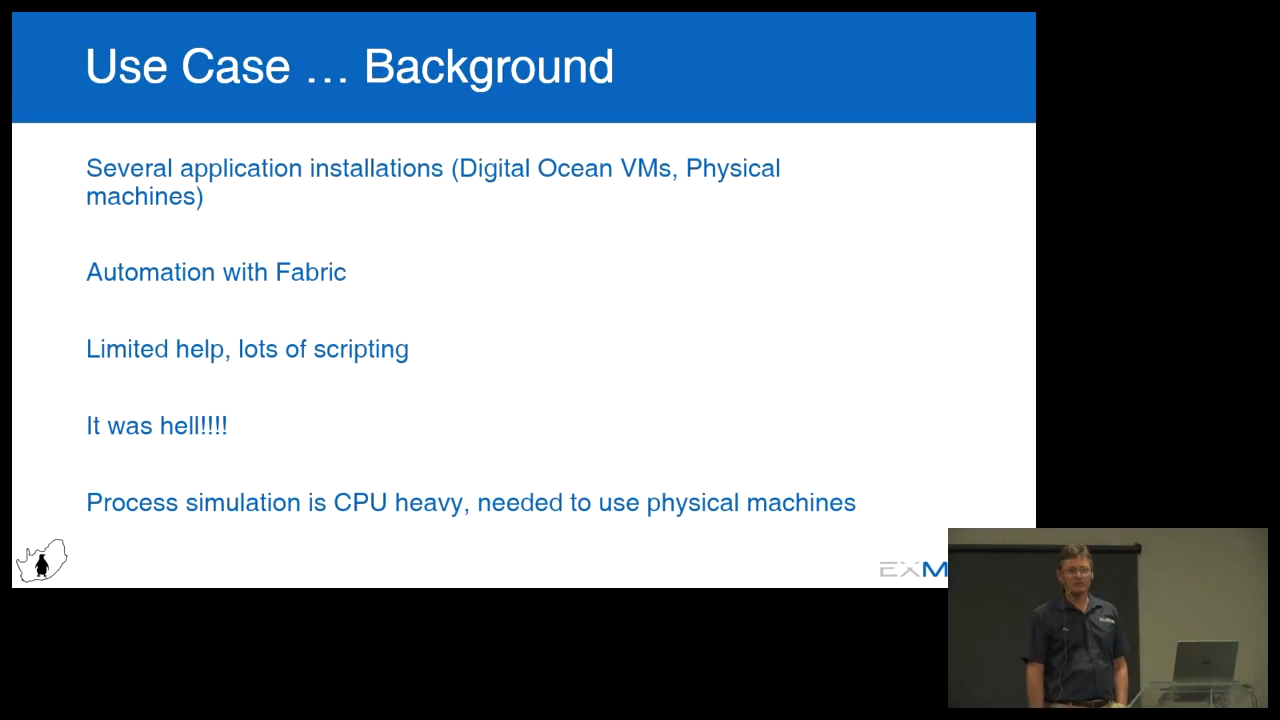 Use Case … Background
Several application installations (Digital Ocean VMs, Physical
machines)
Automation with Fabric
Limited help, lots of scripting
It was hell!!!!
Process simulation is CPU heavy, needed to use physical machines
EXM